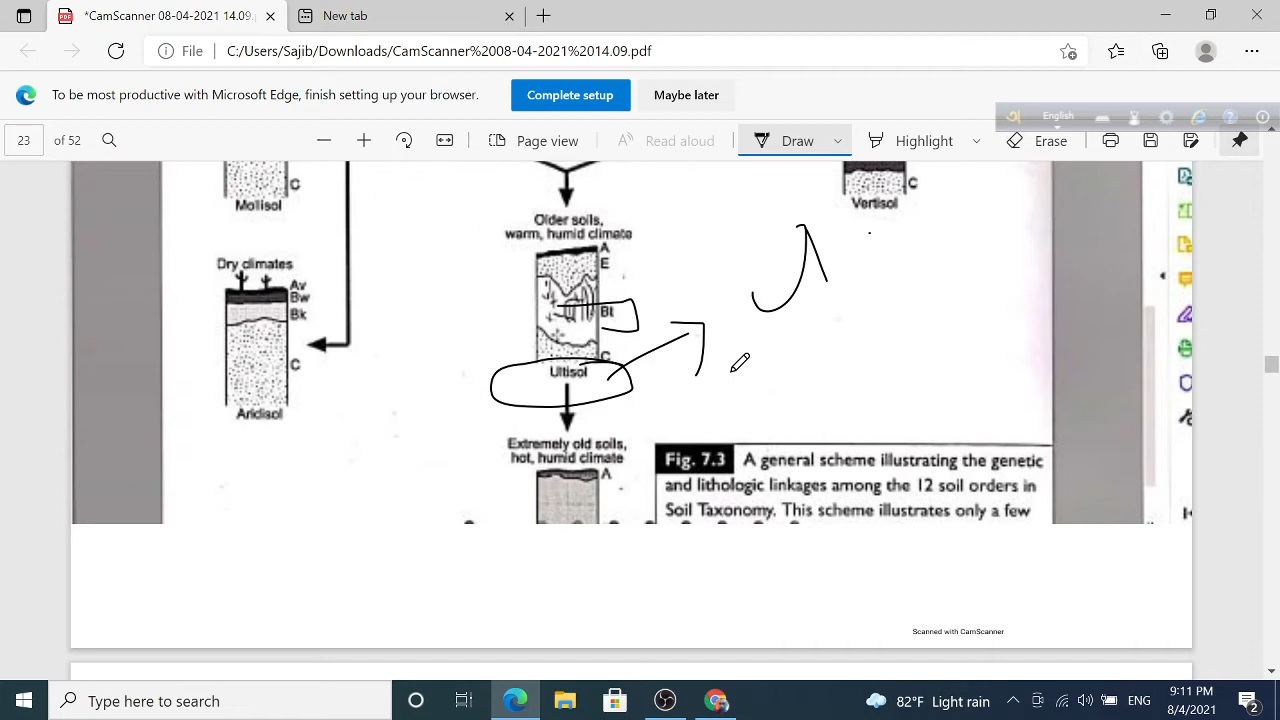 *CamScanner 08-04-2021 14.09.
New tab
File
C:/Users/Sajib/Downloads/CamScanner%2008-04-2021%2014.09.pdf
To be most productive with Microsoft Edge, finish setting up your browser.
Complete setup
Maybe later
English
23 of 52
Page view
Read aloud
Draw
Highlight
Erase
C
Mollisol
C
Vertisol
Older soils,
warm, humid climate
A
E
Bt
C
Ultisol
Dry climates
Av
Bw
Bk
C
Aridisol
Extremely old soils,
hot, humid climate
A
Fig. 7.3 A general scheme illustrating the genetic
and lithologic linkages among the 12 soil orders in
Soil Taxonomy. This scheme illustrates only a few
Scanned with CamScanner
Type here to search
82°F Light rain
ENG
9:11 PM
8/4/2021
2